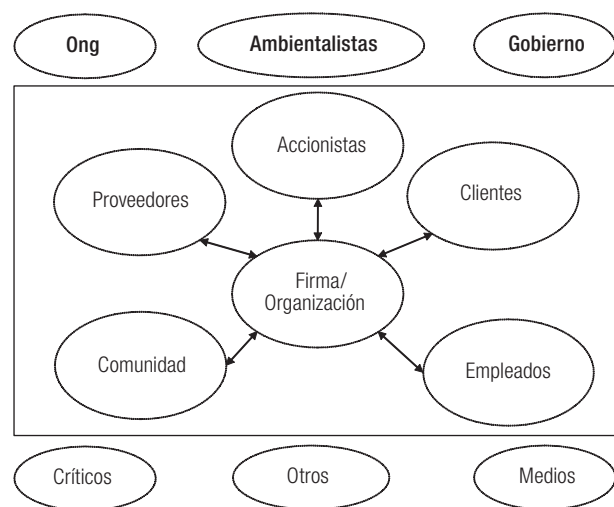 Ong
Ambientalistas
Gobierno
Accionistas
Proveedores
Clientes
Firma/
Organización
Comunidad
Empleados
Críticos
Otros
Medios